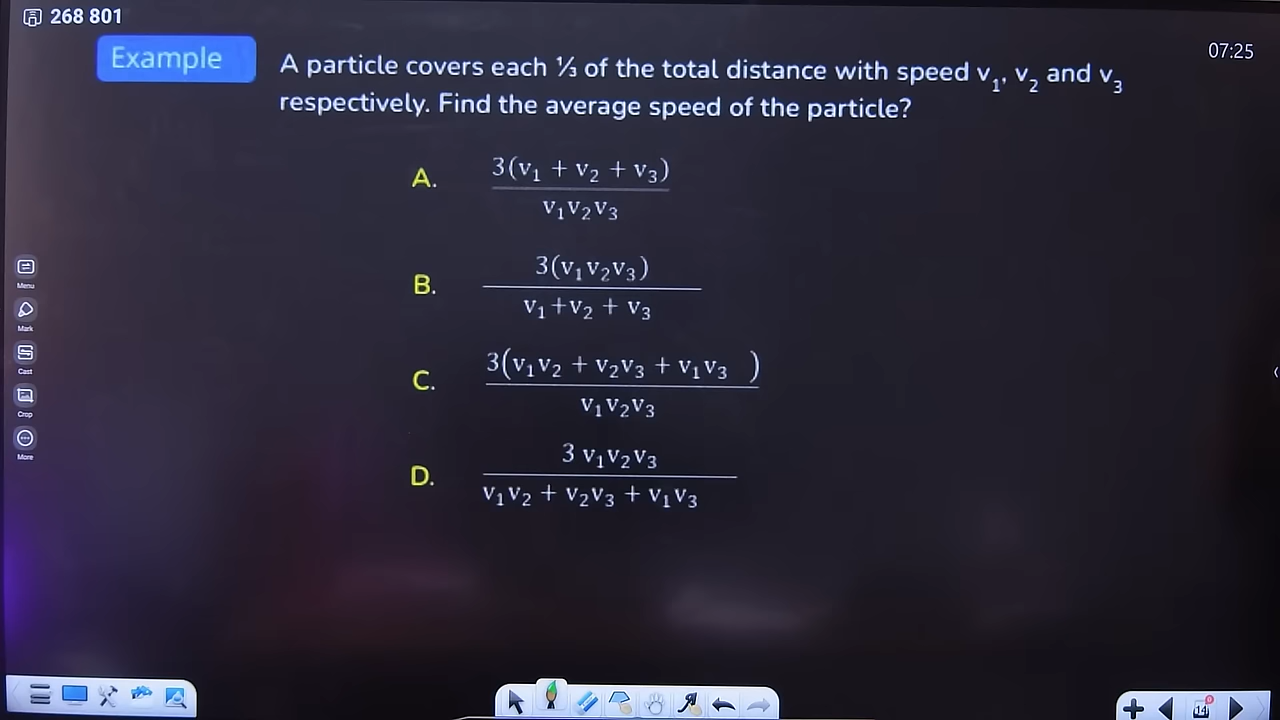 268 801
07:25
Example
A particle covers each ⅓ of the total distance with speed v₁, v₂ and v₃
respectively. Find the average speed of the particle?
A. 3(v₁ + v₂ + v₃) / v₁v₂v₃
B. 3(v₁v₂v₃) / v₁+v₂ + v₃
C. 3(v₁v₂ + v₂v₃ + v₁v₃ ) / v₁v₂v₃
D. 3 v₁v₂v₃ / v₁v₂ + v₂v₃ + v₁v₃
Menu
Mark
Cast
Crop
More
14